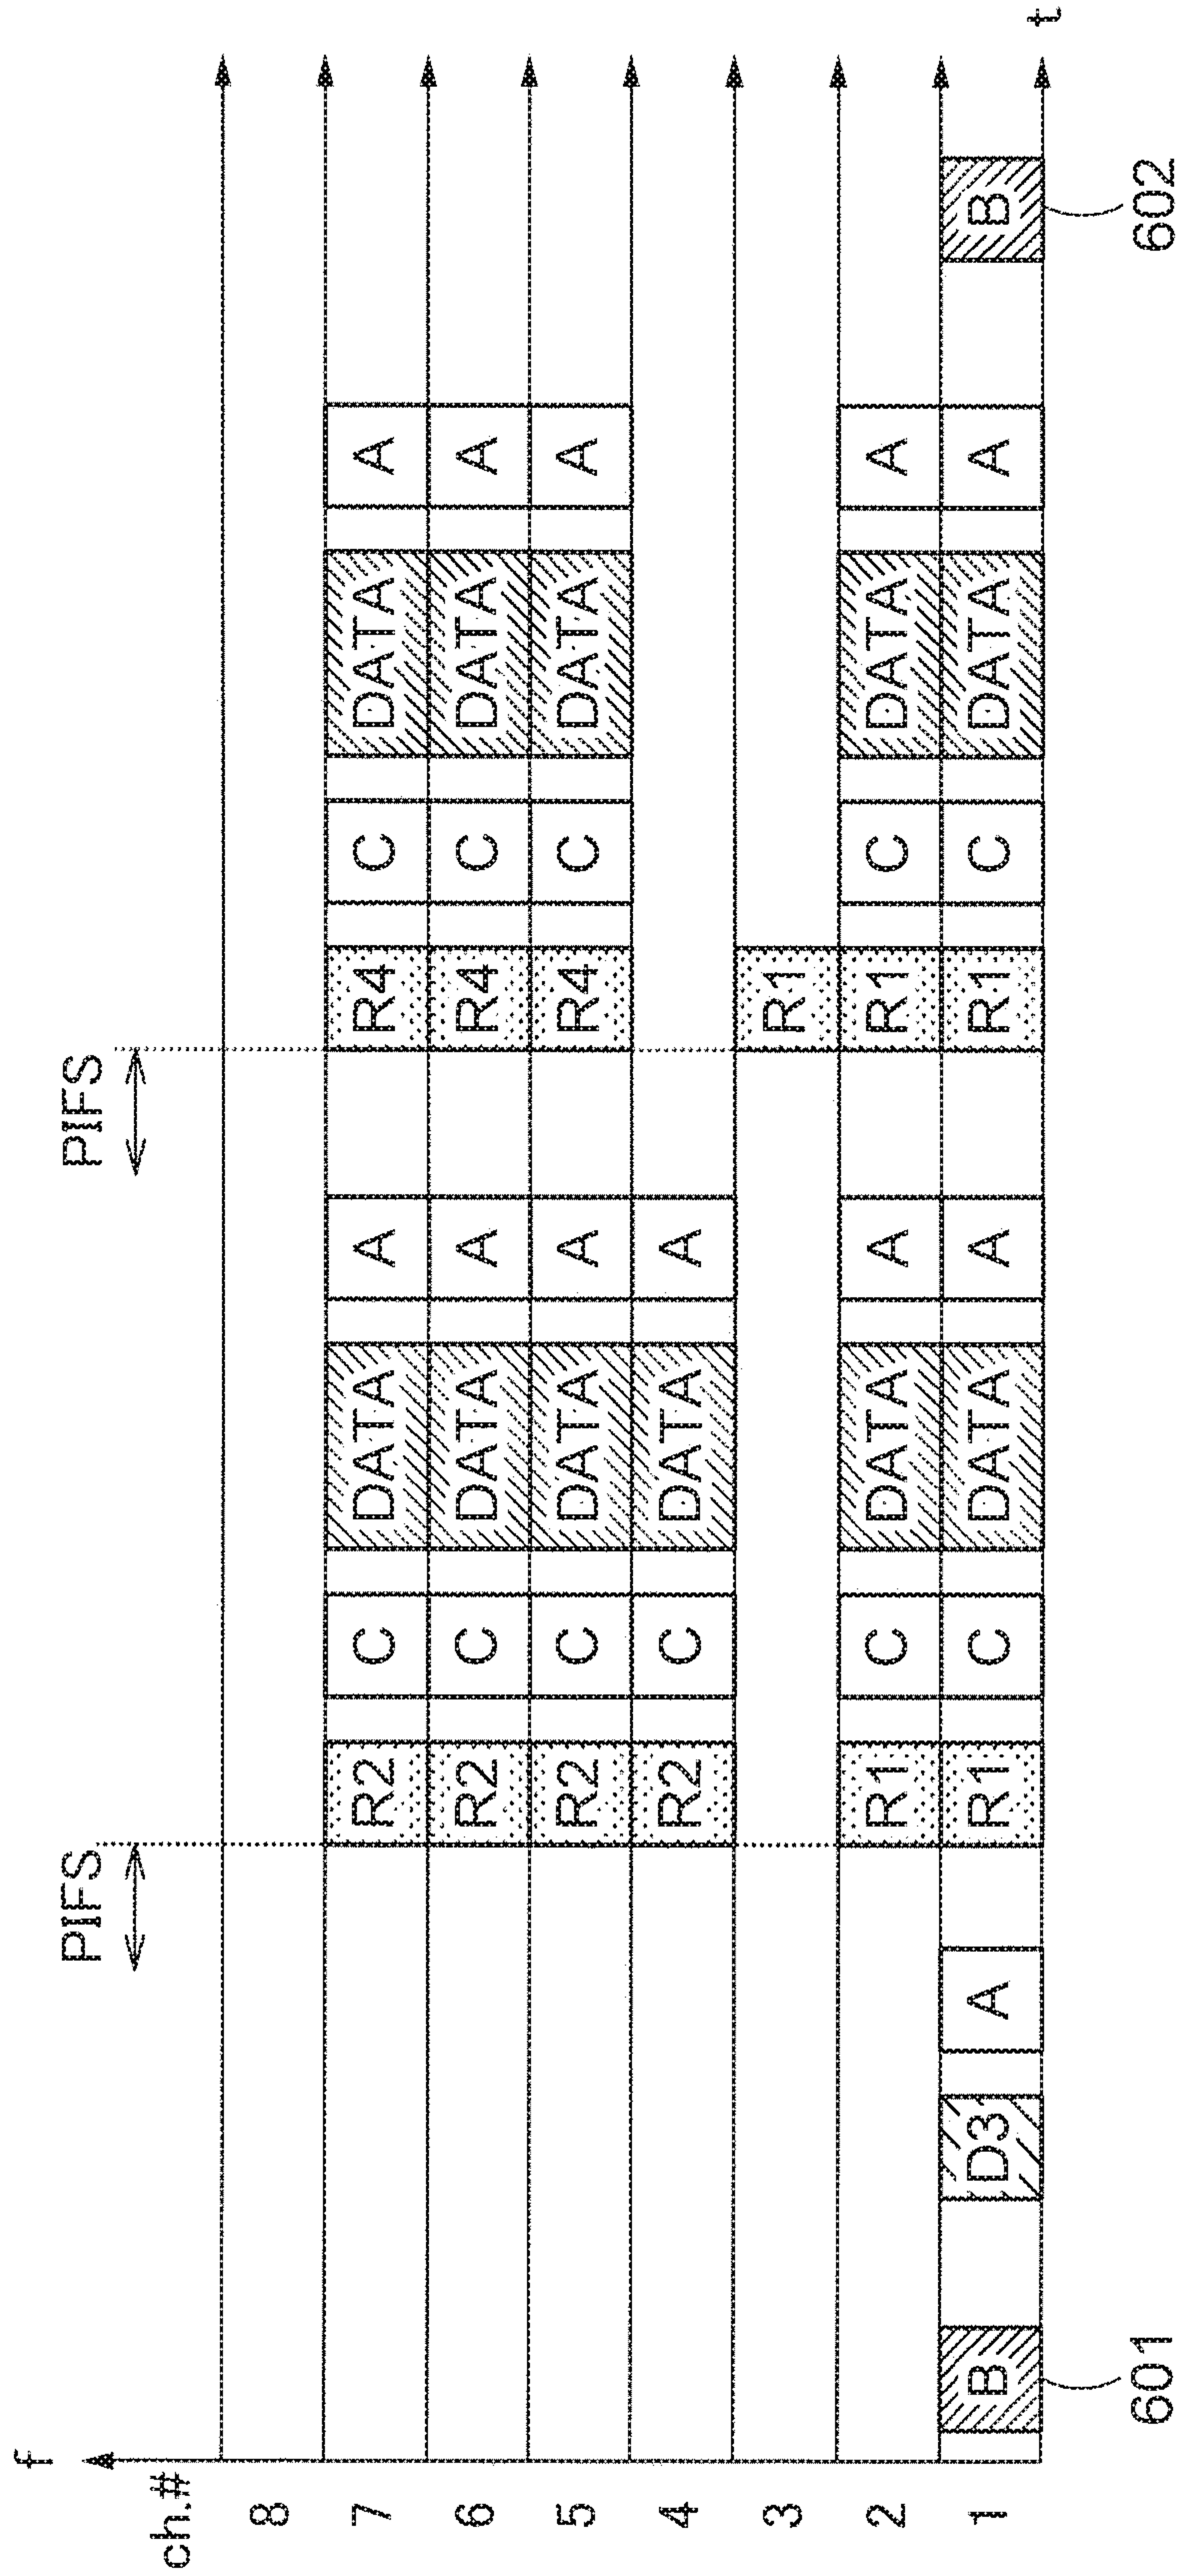 f
PIFS PIFS
ch.#
8
7 R2 C DATA A R4 C DATA A
6 R2 C DATA A R4 C DATA A
5 R2 C DATA A R4 C DATA A
4 R2 C DATA A
3 R1
2 R1 C DATA A R1 C DATA A
1 B D3 A R1 C DATA A R1 C DATA A B
t
601 602